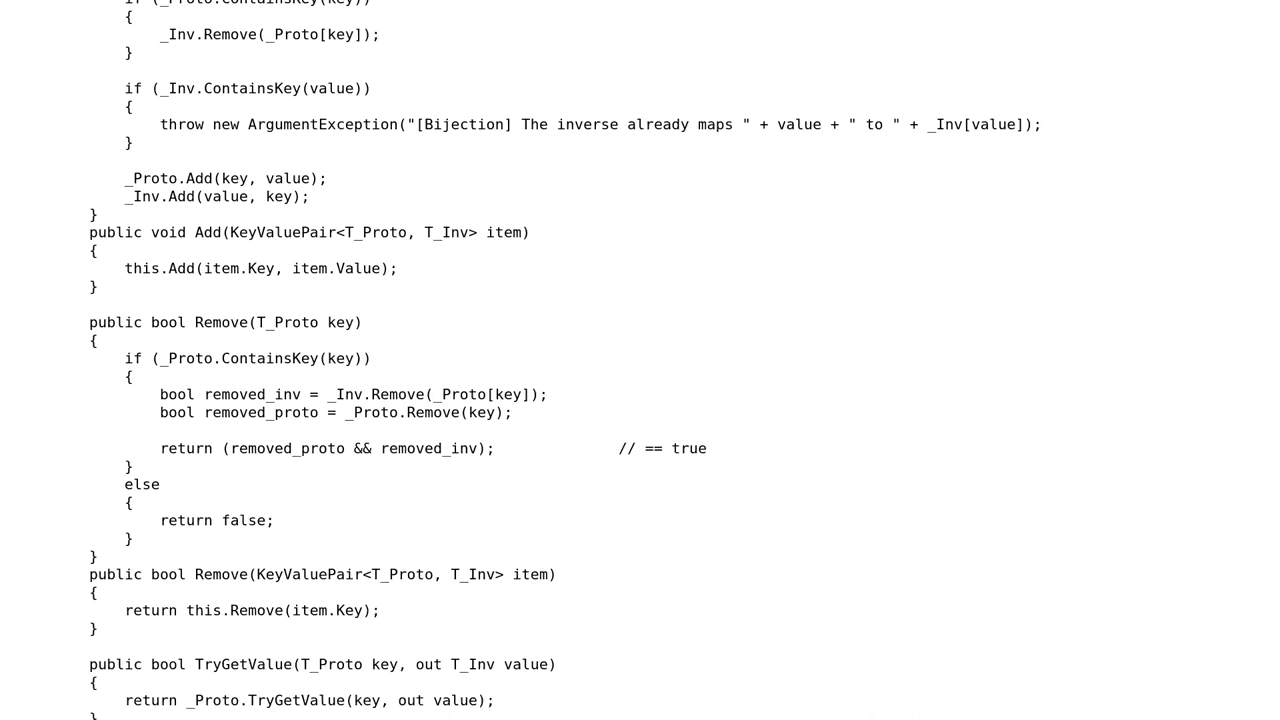 if (_Proto.ContainsKey(key))
{
_Inv.Remove(_Proto[key]);
}
if (_Inv.ContainsKey(value))
{
throw new ArgumentException("[Bijection] The inverse already maps " + value + " to " + _Inv[value]);
}
_Proto.Add(key, value);
_Inv.Add(value, key);
}
public void Add(KeyValuePair<T_Proto, T_Inv> item)
{
this.Add(item.Key, item.Value);
}
public bool Remove(T_Proto key)
{
if (_Proto.ContainsKey(key))
{
bool removed_inv = _Inv.Remove(_Proto[key]);
bool removed_proto = _Proto.Remove(key);
return (removed_proto && removed_inv);              // == true
}
else
{
return false;
}
}
public bool Remove(KeyValuePair<T_Proto, T_Inv> item)
{
return this.Remove(item.Key);
}
public bool TryGetValue(T_Proto key, out T_Inv value)
{
return _Proto.TryGetValue(key, out value);
}